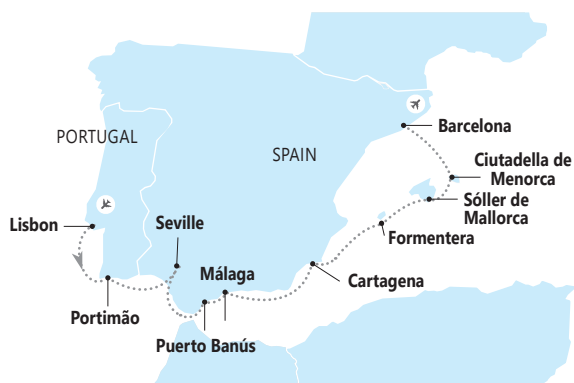 PORTUGAL
SPAIN
Barcelona
Ciutadella de
Menorca
Sóller de
Mallorca
Lisbon
Seville
Formentera
Málaga
Cartagena
Portimão
Puerto Banús